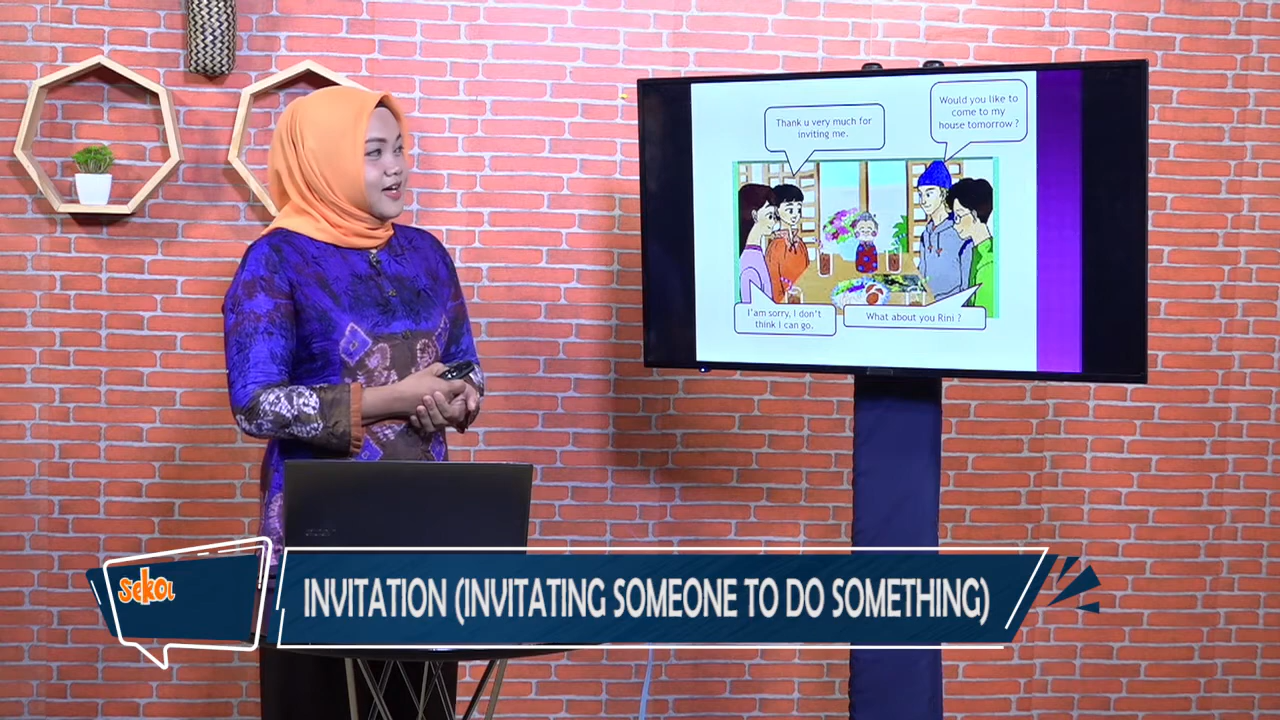 Thank u very much for
inviting me.
Would you like to
come to my
house tomorrow ?
I'am sorry, I don't
think I can go.
What about you Rini ?
Sekol
INVITATION (INVITATING SOMEONE TO DO SOMETHING)